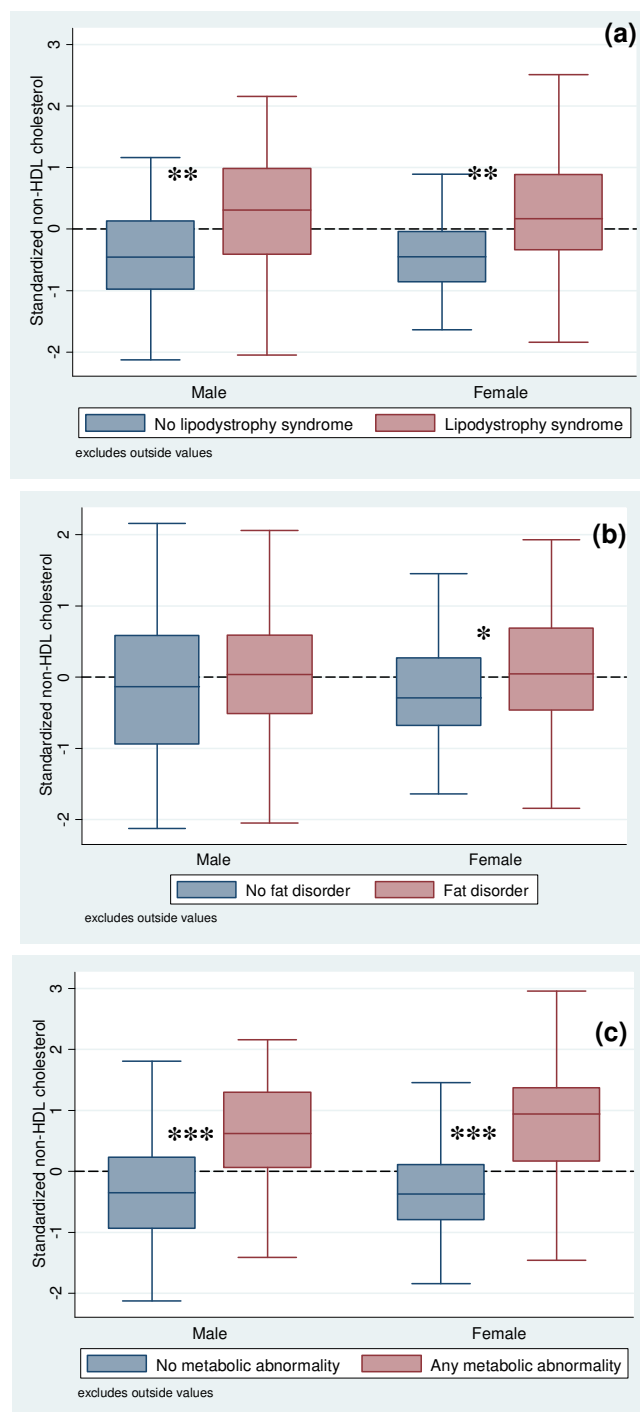 (a)
Standardized non-HDL cholesterol
3
2
1
0
-1
-2
**
**
Male Female
No lipodystrophy syndrome Lipodystrophy syndrome
excludes outside values
(b)
Standardized non-HDL cholesterol
2
1
0
-1
-2
*
Male Female
No fat disorder Fat disorder
excludes outside values
(c)
Standardized non-HDL cholesterol
3
2
1
0
-1
-2
***
***
Male Female
No metabolic abnormality Any metabolic abnormality
excludes outside values